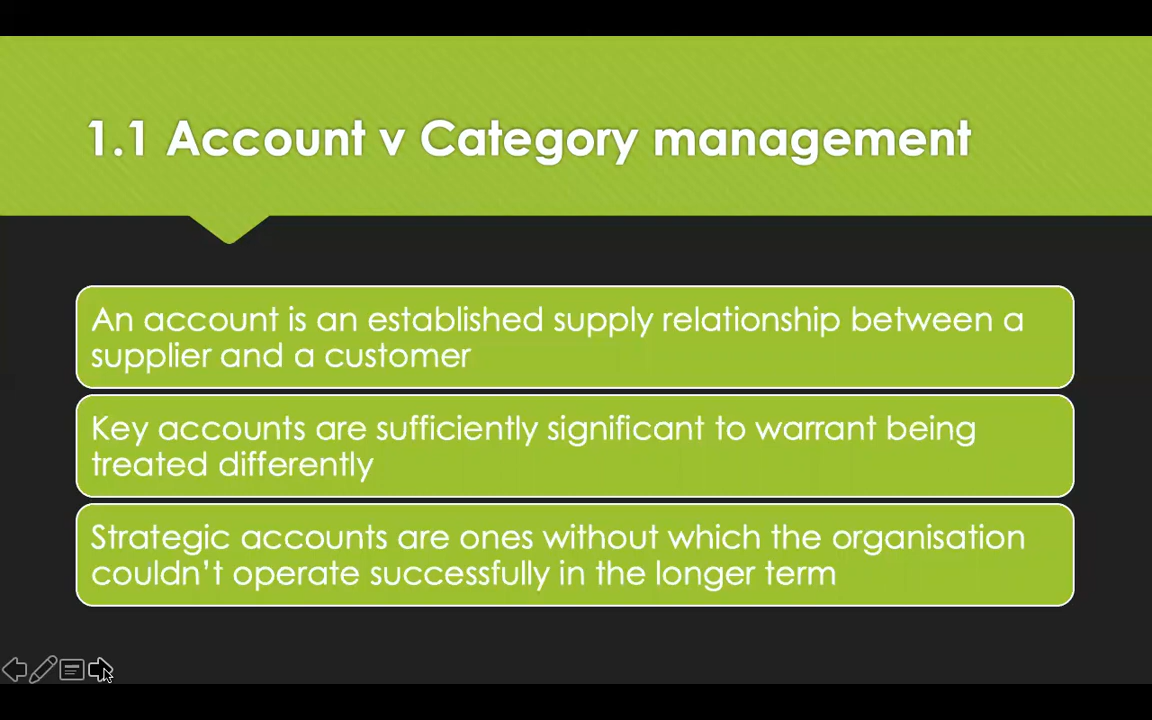 1.1 Account v Category management
An account is an established supply relationship between a
supplier and a customer
Key accounts are sufficiently significant to warrant being
treated differently
Strategic accounts are ones without which the organisation
couldn’t operate successfully in the longer term